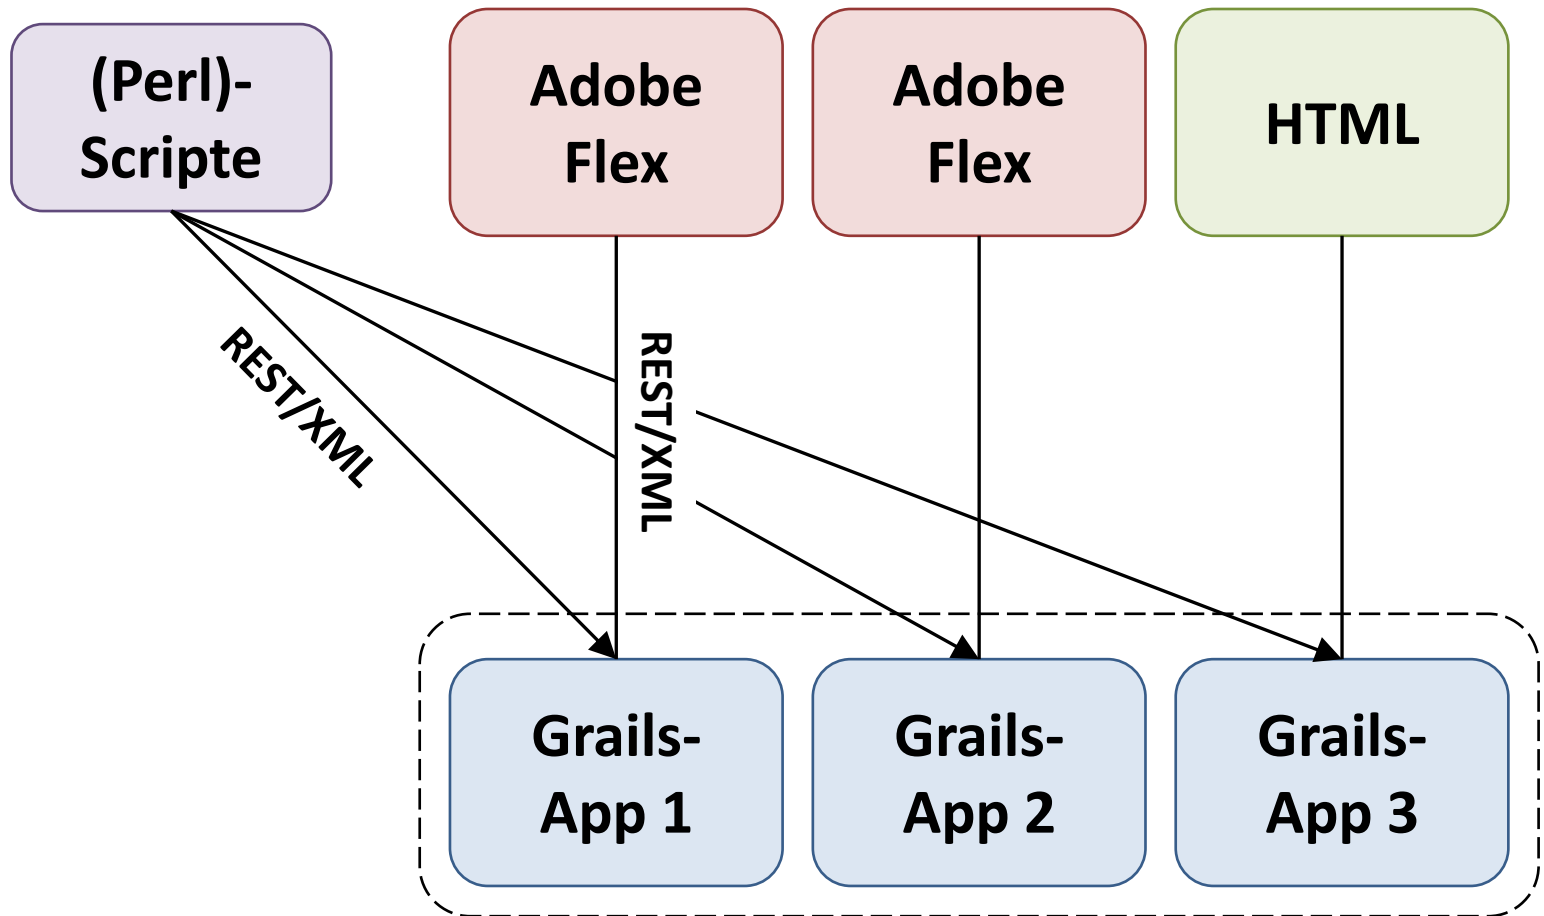 (Perl)-
Scripte
Adobe
Flex
Adobe
Flex
HTML
REST/XML
REST/XML
Grails-
App 1
Grails-
App 2
Grails-
App 3